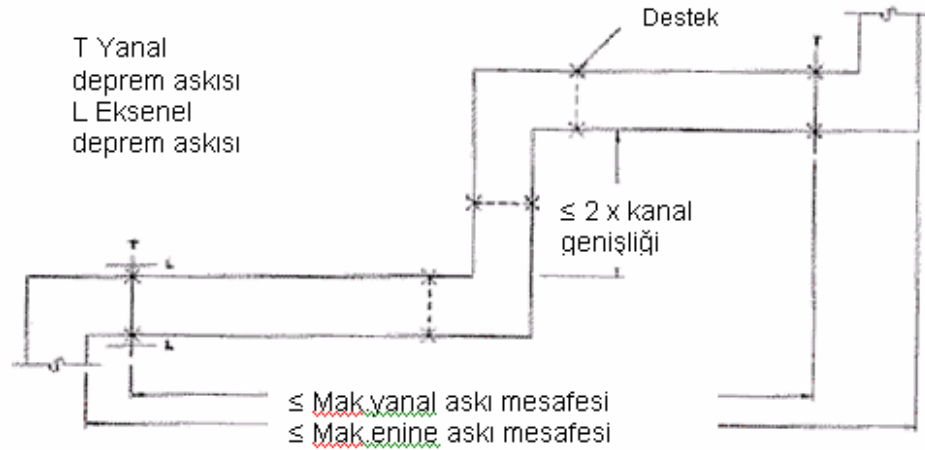 Destek
T Yanal
deprem askısı
L Eksenel
deprem askısı
T
≤ 2 x kanal
genişliği
T
L
L
≤ Mak.yanal askı mesafesi
≤ Mak.enine askı mesafesi